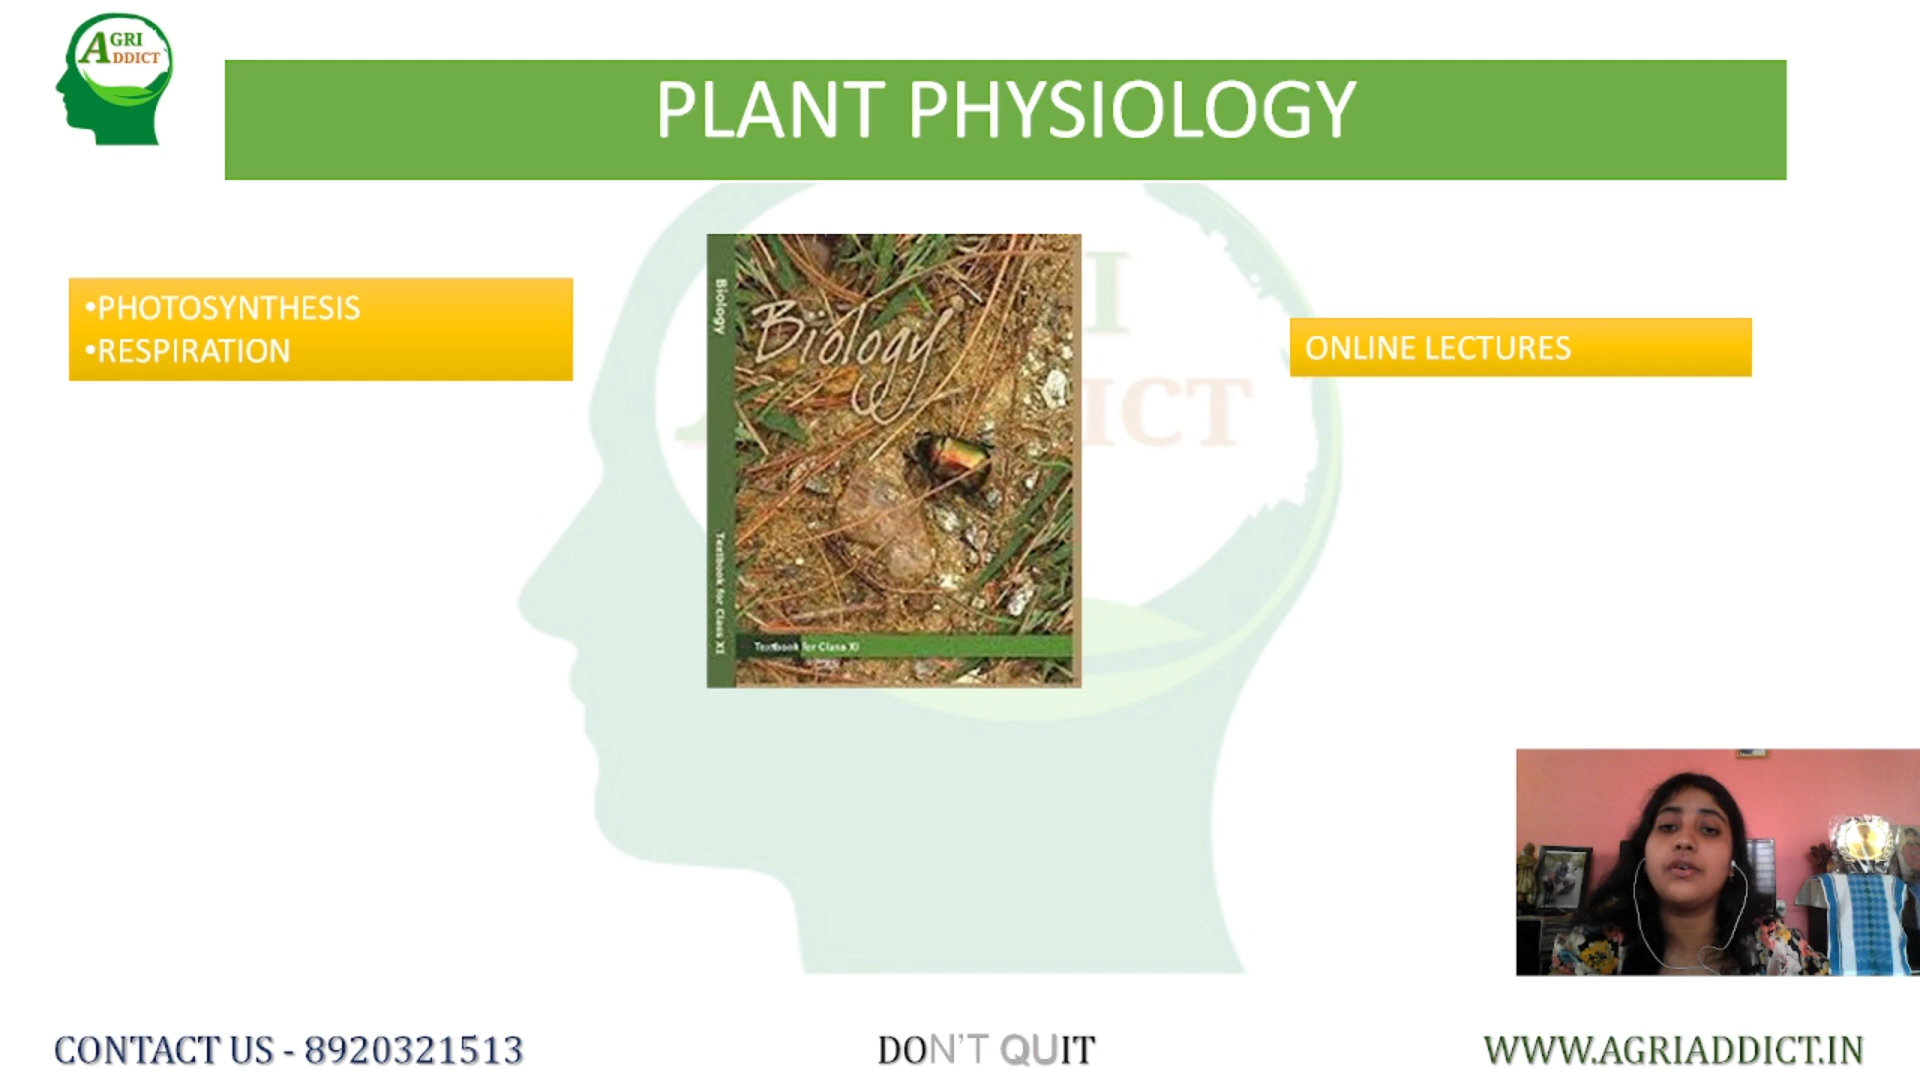 AGRI
ADDICT
PLANT PHYSIOLOGY
•PHOTOSYNTHESIS
•RESPIRATION
Biology
Biology
Textbook for Class XI
Textbook for Class XI
ONLINE LECTURES
I
ICT
CONTACT US - 8920321513
DON'T QUIT
WWW.AGRIADDICT.IN